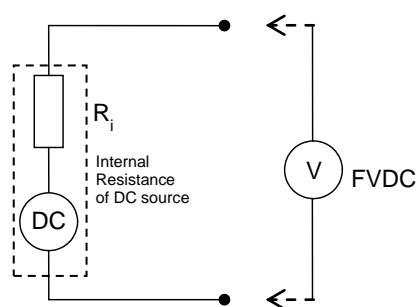 R i
Internal
Resistance
of DC source
DC
V
FVDC